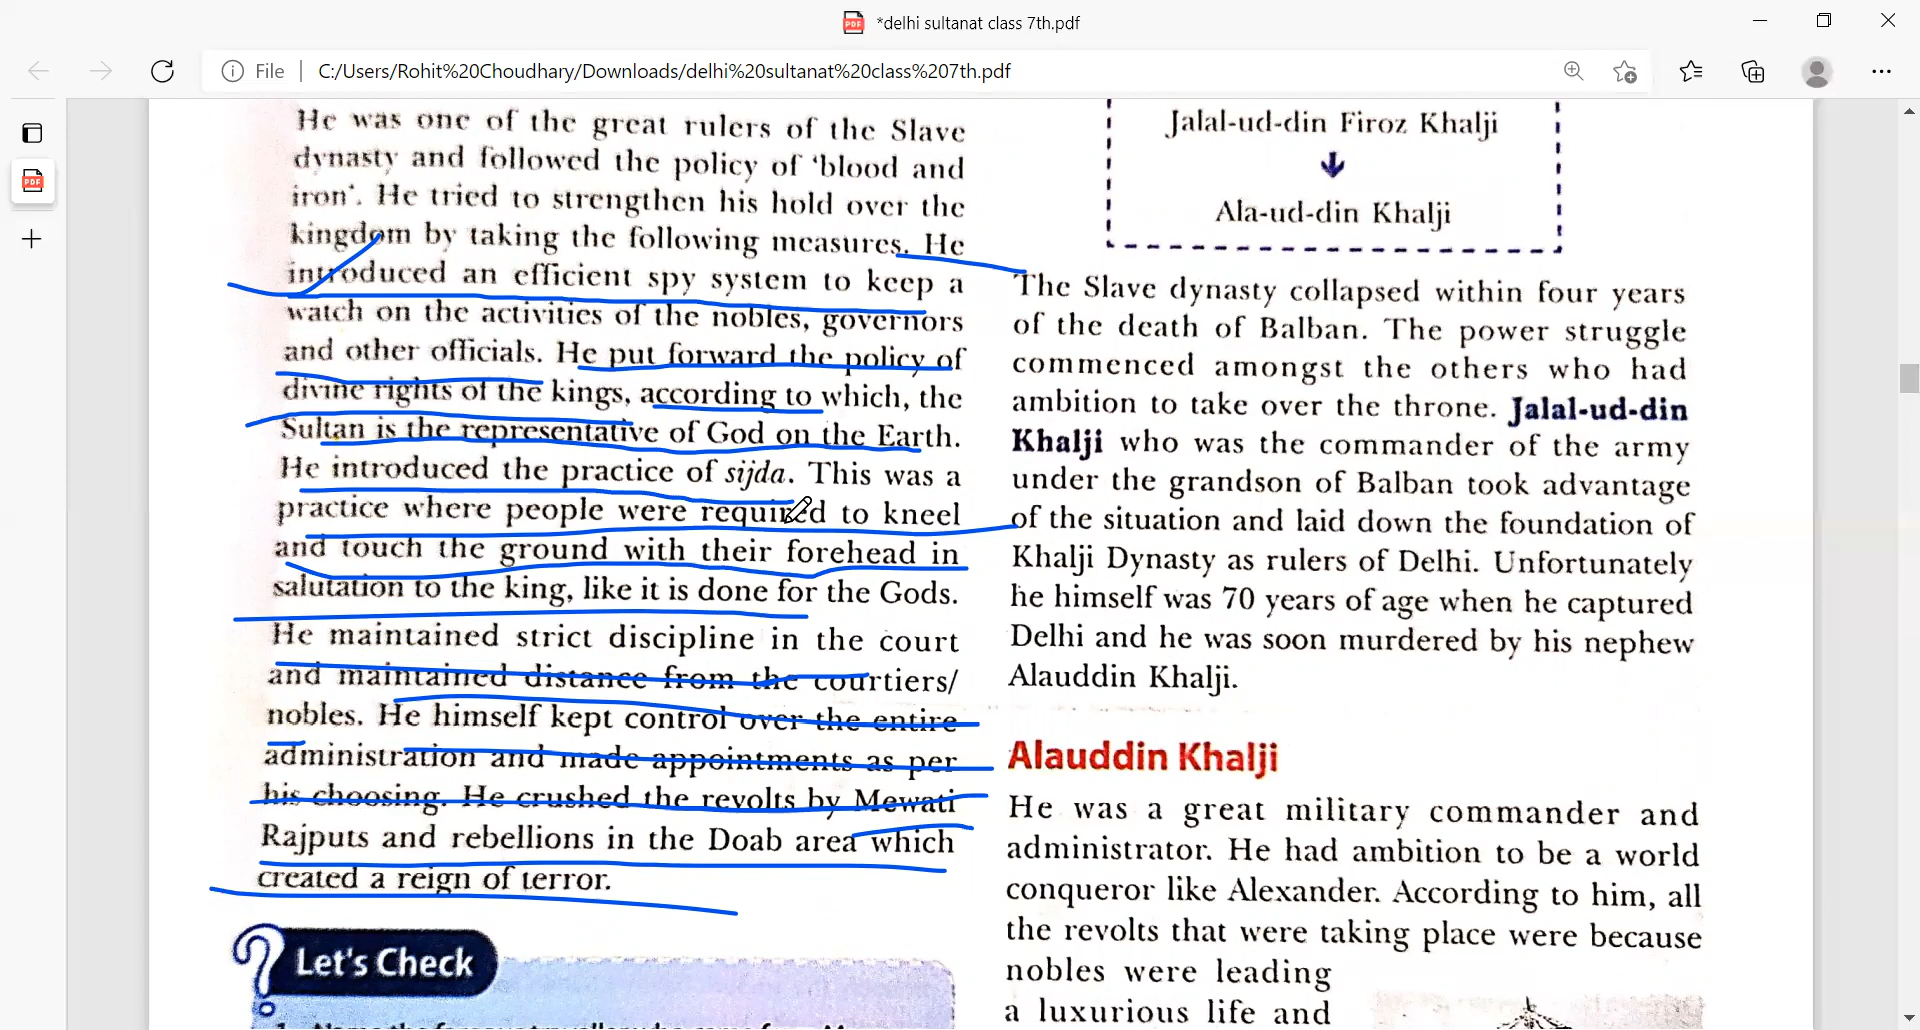 *delhi sultanat class 7th.pdf
File
C:/Users/Rohit%20Choudhary/Downloads/delhi%20sultanat%20class%207th.pdf
He was one of the great rulers of the Slave
dynasty and followed the policy of ‘blood and
iron’. He tried to strengthen his hold over the
kingdom by taking the following measures. He
introduced an efficient spy system to keep a
watch on the activities of the nobles, governors
and other officials. He put forward the policy of
divine rights of the kings, according to which, the
Sultan is the representative of God on the Earth.
He introduced the practice of sijda. This was a
practice where people were required to kneel
and touch the ground with their forehead in
salutation to the king, like it is done for the Gods.
He maintained strict discipline in the court
and maintained distance from the courtiers/
nobles. He himself kept control over the entire
administration and made appointments as per
his choosing. He crushed the revolts by Mewati
Rajputs and rebellions in the Doab area which
created a reign of terror.
Let's Check
Jalal-ud-din Firoz Khalji
Ala-ud-din Khalji
The Slave dynasty collapsed within four years
of the death of Balban. The power struggle
commenced amongst the others who had
ambition to take over the throne. Jalal-ud-din
Khalji who was the commander of the army
under the grandson of Balban took advantage
of the situation and laid down the foundation of
Khalji Dynasty as rulers of Delhi. Unfortunately
he himself was 70 years of age when he captured
Delhi and he was soon murdered by his nephew
Alauddin Khalji.
Alauddin Khalji
He was a great military commander and
administrator. He had ambition to be a world
conqueror like Alexander. According to him, all
the revolts that were taking place were because
nobles were leading
a luxurious life and